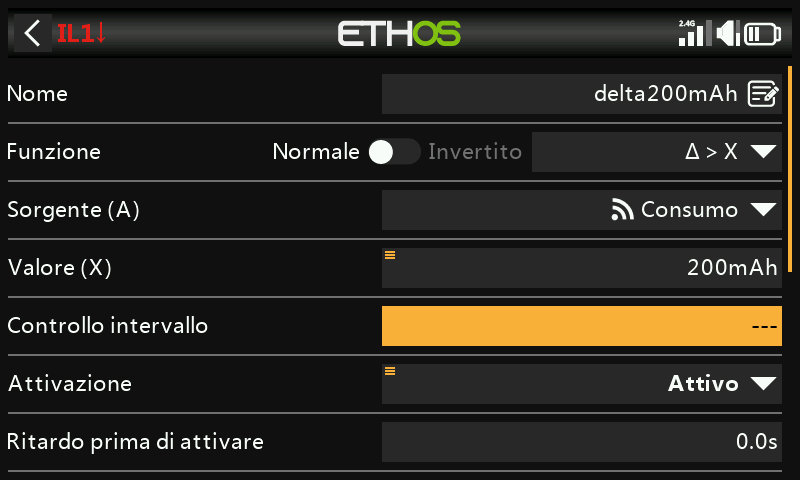 IL1↓ ETHOS 2.4G
Nome delta200mAh
Funzione Normale Invertito Δ > X
Sorgente (A) Consumo
Valore (X) 200mAh
Controllo intervallo ---
Attivazione Attivo
Ritardo prima di attivare 0.0s